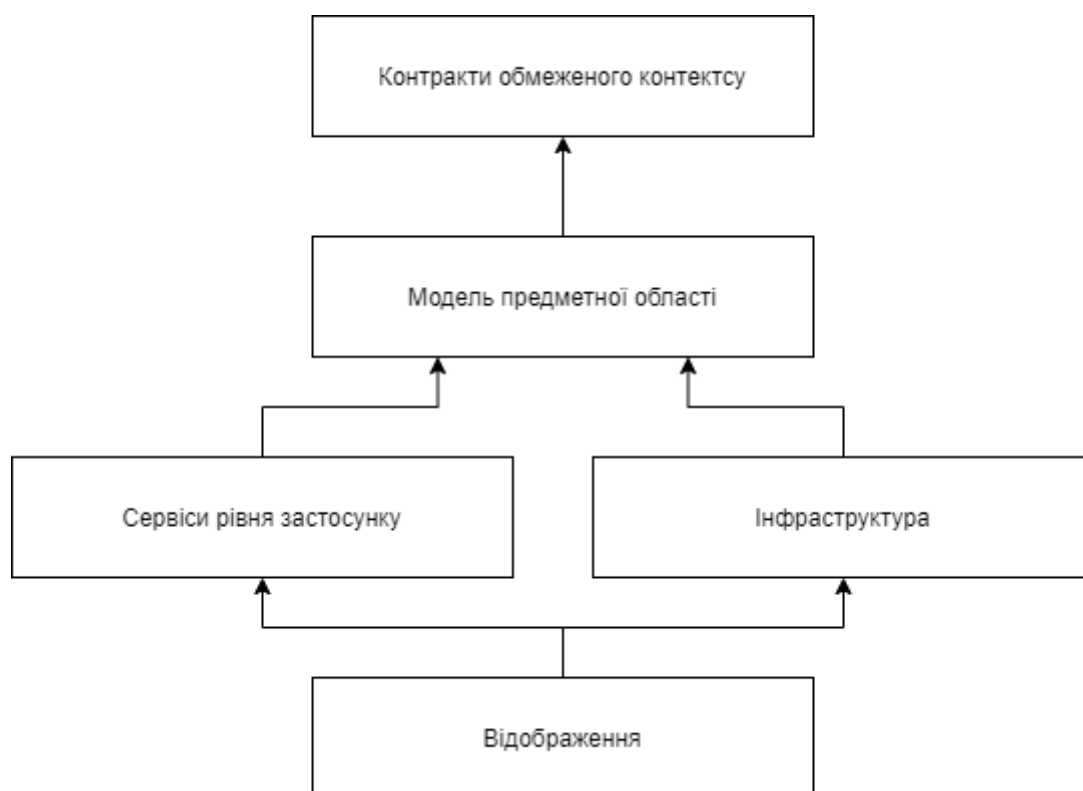 Контракти обмеженого контектсу
Модель предметної області
Сервіси рівня застосунку
Інфраструктура
Відображення